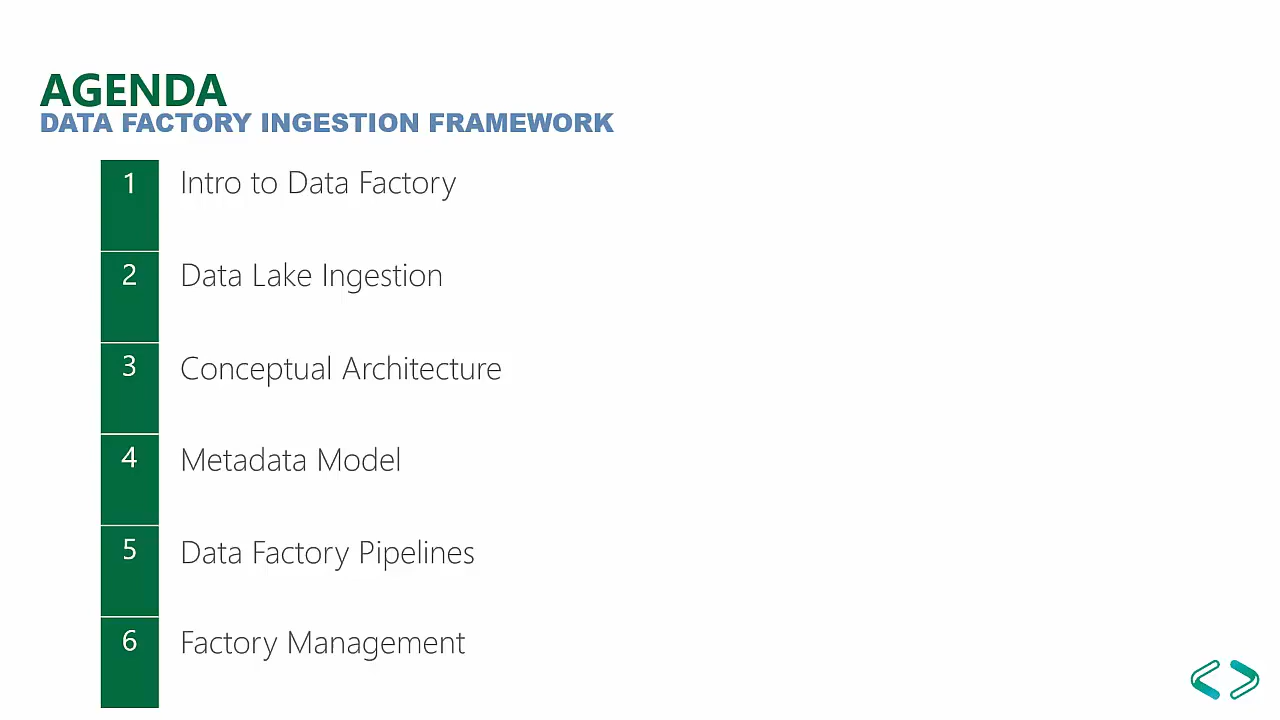 AGENDA
DATA FACTORY INGESTION FRAMEWORK
1 Intro to Data Factory
2 Data Lake Ingestion
3 Conceptual Architecture
4 Metadata Model
5 Data Factory Pipelines
6 Factory Management